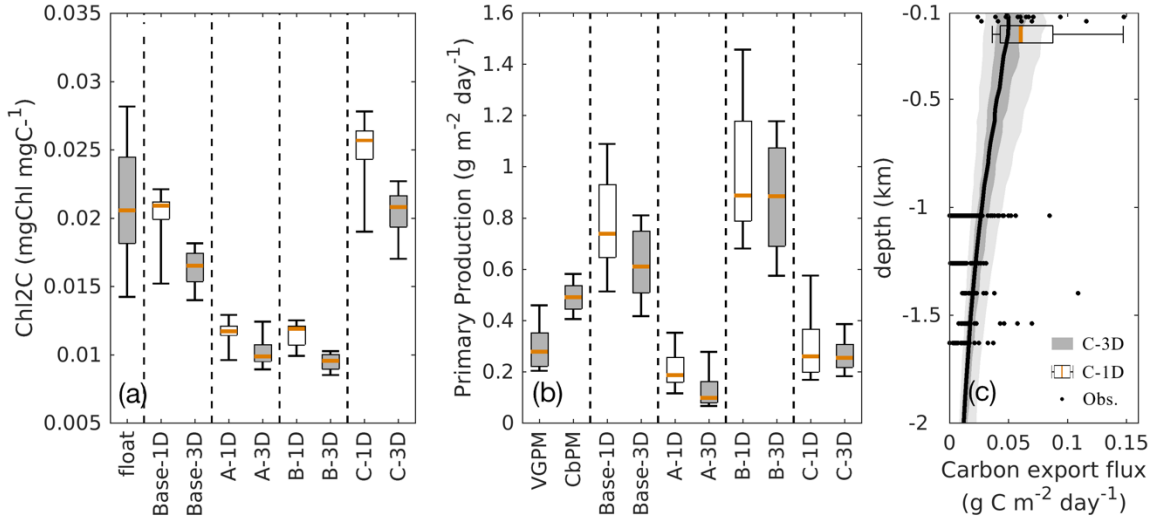 (a)
Chl2C (mgChl mgC⁻¹)
0.035
0.03
0.025
0.02
0.015
0.01
0.005
float
Base-1D
Base-3D
A-1D
A-3D
B-1D
B-3D
C-1D
C-3D
(b)
Primary Production (g m⁻² day⁻¹)
1.6
1.4
1.2
1
0.8
0.6
0.4
0.2
0
VGPM
CbPM
Base-1D
Base-3D
A-1D
A-3D
B-1D
B-3D
C-1D
C-3D
(c)
depth (km)
-0.1
-0.5
-1
-1.5
-2
C-3D
C-1D
Obs.
0
0.05
0.1
0.15
Carbon export flux
(g C m⁻² day⁻¹)